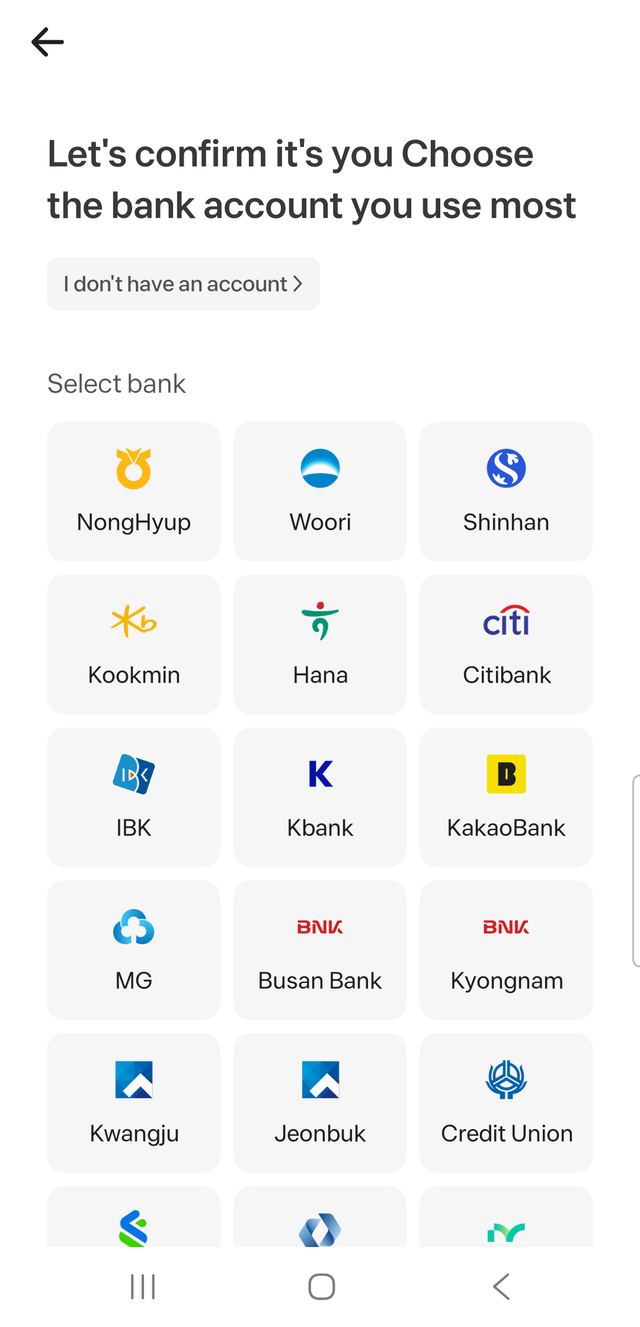 Let's confirm it's you Choose
the bank account you use most
I don't have an account >
Select bank
NongHyup
Woori
Shinhan
Kb
citi
Kookmin
Hana
Citibank
IBK
K
B
IBK
Kbank
KakaoBank
BNK
BNK
MG
Busan Bank
Kyongnam
Kwangju
Jeonbuk
Credit Union